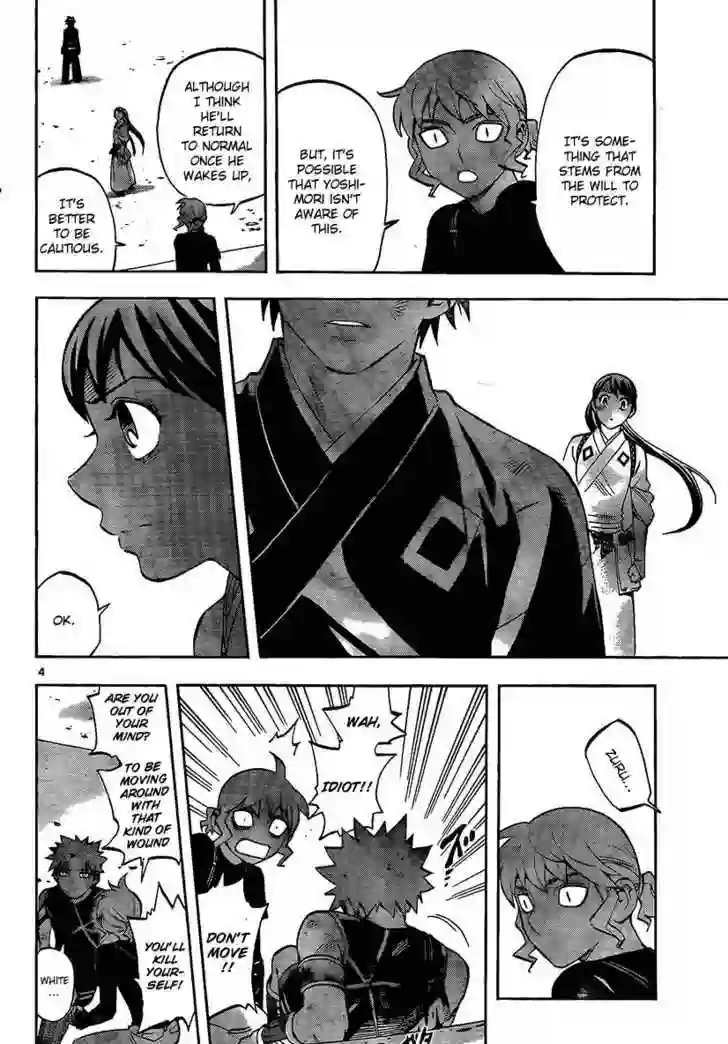 IT'S SOME-
THING THAT
STEMS FROM
THE WILL TO
PROTECT.
BUT, IT'S
POSSIBLE
THAT YOSHI-
MORI ISN'T
AWARE OF
THIS.
ALTHOUGH
I THINK
HE'LL
RETURN
TO NORMAL
ONCE HE
WAKES UP,
IT'S
BETTER
TO BE
CAUTIOUS.
OK.
4
ZURU...
WAH,
IDIOT!!
ズル
DON'T
MOVE
!!
ARE YOU
OUT OF
YOUR
MIND?
TO BE
MOVING
AROUND
WITH
THAT
KIND OF
WOUND
YOU'LL
KILL
YOUR-
SELF!
WHITE
...